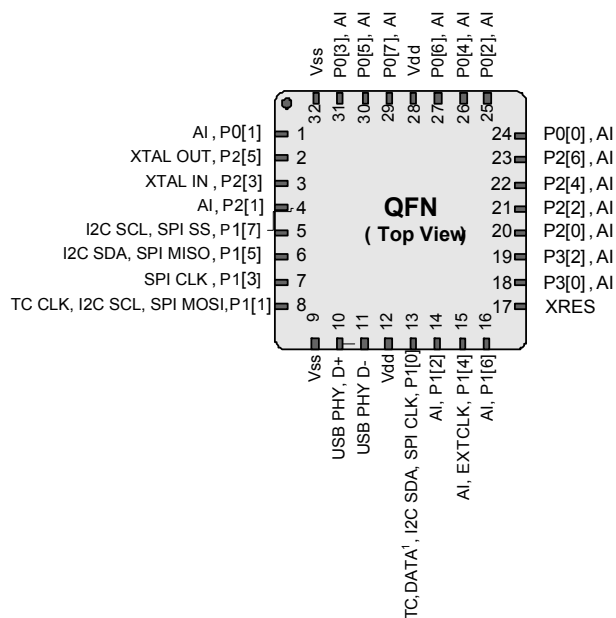 Vss
P0[3], AI
P0[5], AI
P0[7], AI
Vdd
P0[6], AI
P0[4], AI
P0[2], AI
32
31
30
29
28
27
26
25
AI , P0[1]
1
XTAL OUT, P2[5]
2
XTAL IN , P2[3]
3
AI , P2[1]
4
I2C SCL, SPI SS, P1[7]
5
I2C SDA, SPI MISO, P1[5]
6
SPI CLK , P1[3]
7
TC CLK, I2C SCL, SPI MOSI,P1[1]
8
QFN
( Top View)
24
P0[0], AI
23
P2[6], AI
22
P2[4], AI
21
P2[2], AI
20
P2[0], AI
19
P3[2], AI
18
P3[0], AI
17
XRES
9
10
11
12
13
14
15
16
Vss
USB PHY, D+
USB PHY D-
Vdd
TC,DATA¹, I2C SDA, SPI CLK, P1[0]
AI, P1[2]
AI, EXTCLK, P1[4]
AI, P1[6]